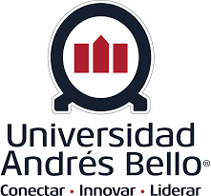 Universidad
Andrés Bello®
Conectar • Innovar • Liderar